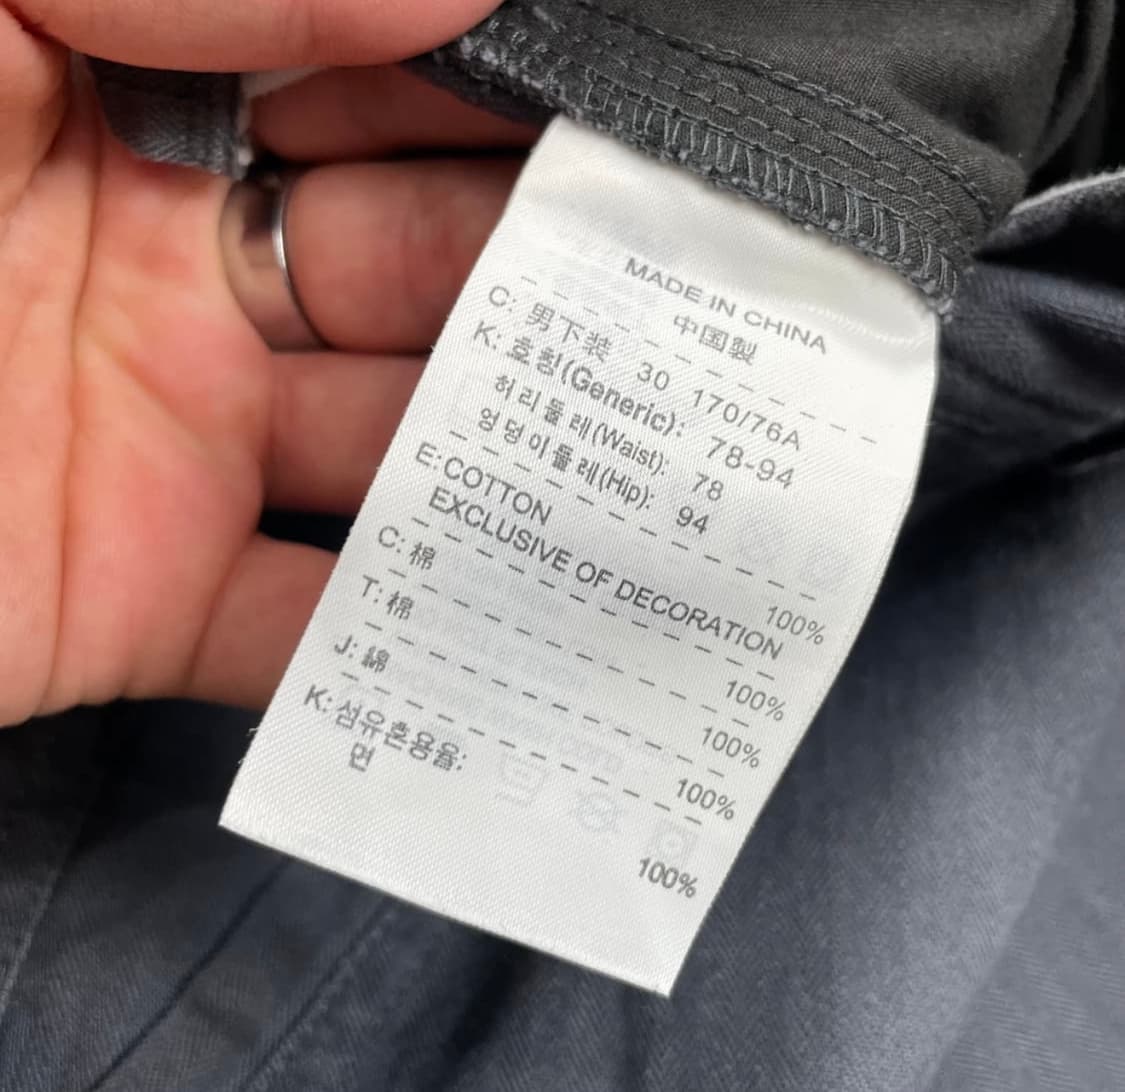 MADE IN CHINA
中国製
C: 男下装 30 170/76A
K: 호칭(Generic): 78-94
허리둘레(Waist): 78
엉덩이둘레(Hip): 94
E: COTTON 100%
EXCLUSIVE OF DECORATION
C: 棉 100%
T: 棉 100%
J: 綿 100%
K: 섬유혼용율:
면 100%